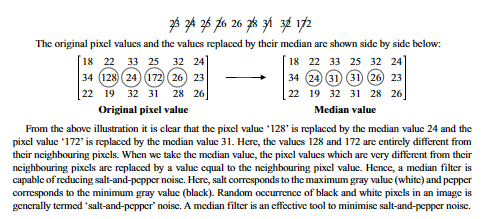 23 24 25 26 26 28 31 32 172
The original pixel values and the values replaced by their median are shown side by side below:
18 22 33 25 32 24 18 22 33 25 32 24
34 128 24 172 26 23 34 24 31 31 26 23
22 19 32 31 28 26 22 19 32 31 28 26
Original pixel value Median value
From the above illustration it is clear that the pixel value ‘128’ is replaced by the median value 24 and the
pixel value ‘172’ is replaced by the median value 31. Here, the values 128 and 172 are entirely different from
their neighbouring pixels. When we take the median value, the pixel values which are very different from their
neighbouring pixels are replaced by a value equal to the neighbouring pixel value. Hence, a median filter is
capable of reducing salt-and-pepper noise. Here, salt corresponds to the maximum gray value (white) and pepper
corresponds to the minimum gray value (black). Random occurrence of black and white pixels in an image is
generally termed ‘salt-and-pepper’ noise. A median filter is an effective tool to minimise salt-and-pepper noise.